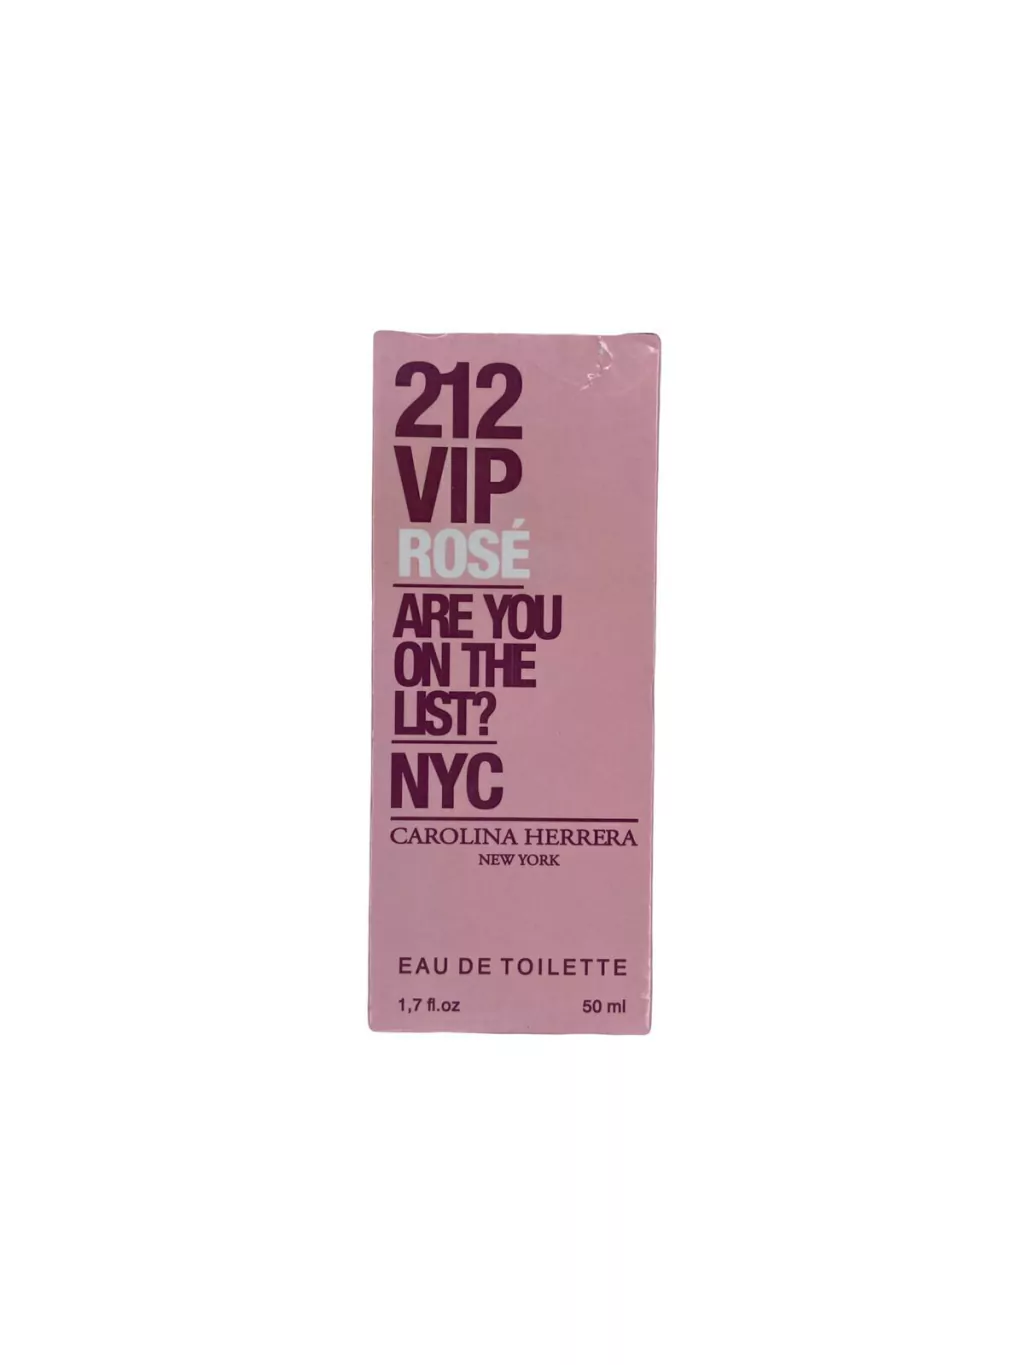 212
VIP
ROSÉ
ARE YOU
ON THE
LIST?
NYC
CAROLINA HERRERA
NEW YORK
EAU DE TOILETTE
1,7 fl.oz 50 ml